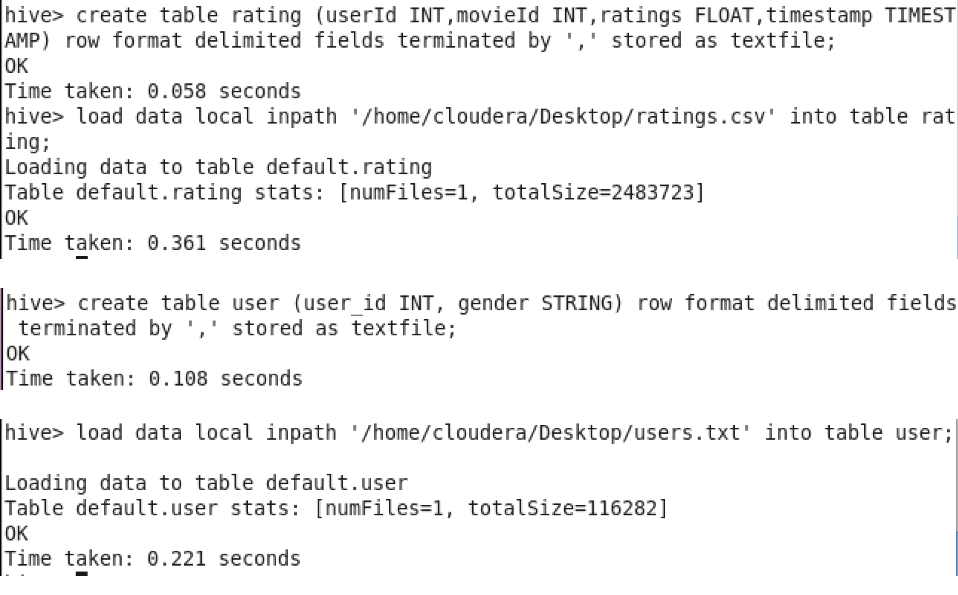 hive> create table rating (userId INT,movieId INT,ratings FLOAT,timestamp TIMEST
AMP) row format delimited fields terminated by ',' stored as textfile;
OK
Time taken: 0.058 seconds
hive> load data local inpath '/home/cloudera/Desktop/ratings.csv' into table rat
ing;
Loading data to table default.rating
Table default.rating stats: [numFiles=1, totalSize=2483723]
OK
Time taken: 0.361 seconds
hive> create table user (user_id INT, gender STRING) row format delimited fields
 terminated by ',' stored as textfile;
OK
Time taken: 0.108 seconds
hive> load data local inpath '/home/cloudera/Desktop/users.txt' into table user;
Loading data to table default.user
Table default.user stats: [numFiles=1, totalSize=116282]
OK
Time taken: 0.221 seconds